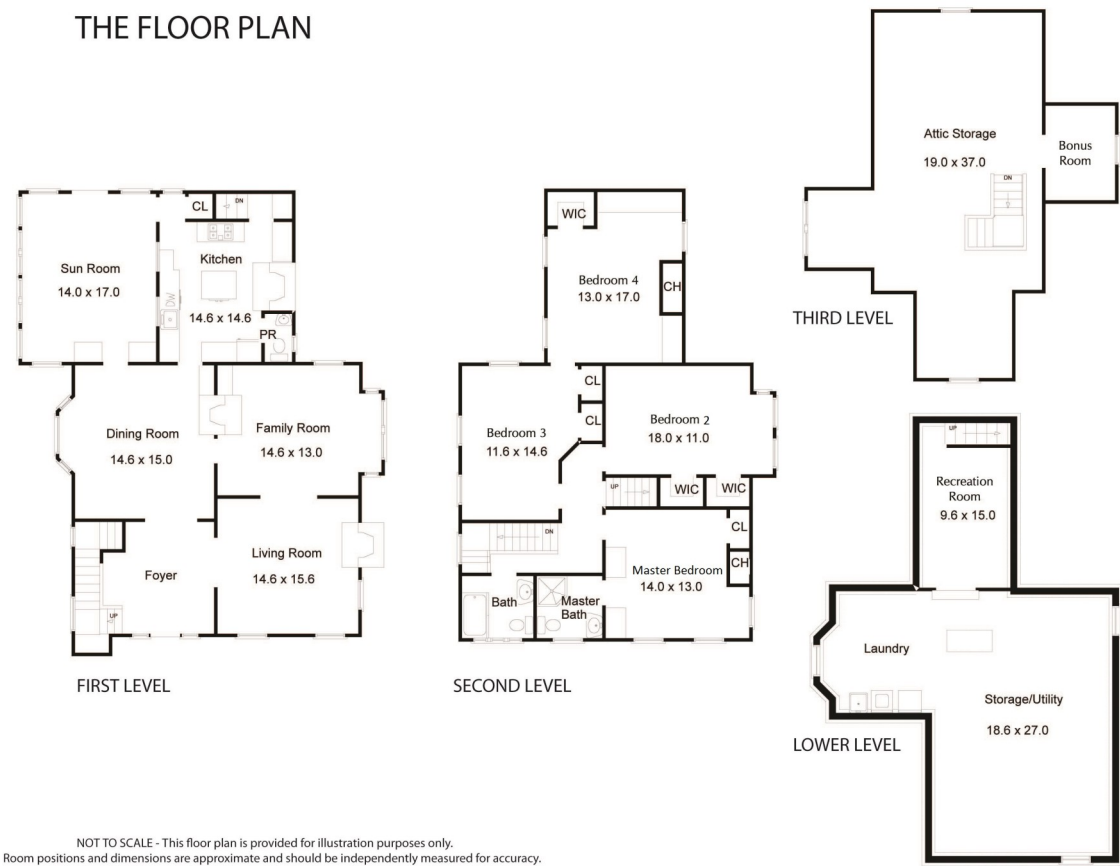 THE FLOOR PLAN
CL
DN
Kitchen
14.6 x 14.6
Sun Room
14.0 x 17.0
DW
PR
Dining Room
14.6 x 15.0
Family Room
14.6 x 13.0
Living Room
14.6 x 15.6
Foyer
UP
FIRST LEVEL
WIC
Bedroom 4
13.0 x 17.0
CH
CL
CL
Bedroom 3
11.6 x 14.6
Bedroom 2
18.0 x 11.0
UP
WIC
WIC
DN
CL
CH
Master Bedroom
14.0 x 13.0
Bath
Master
Bath
SECOND LEVEL
Attic Storage
19.0 x 37.0
Bonus
Room
DN
THIRD LEVEL
UP
Recreation
Room
9.6 x 15.0
Laundry
Storage/Utility
18.6 x 27.0
LOWER LEVEL
NOT TO SCALE - This floor plan is provided for illustration purposes only.
Room positions and dimensions are approximate and should be independently measured for accuracy.